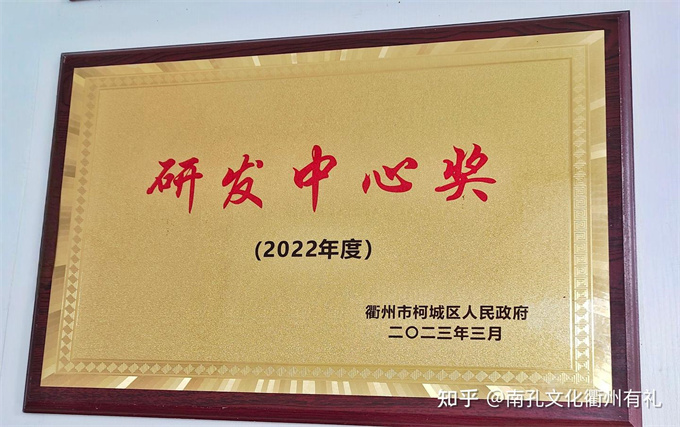 研发中心奖
(2022年度)
衢州市柯城区人民政府
二〇二三年三月
知乎 @南孔文化衢州有礼